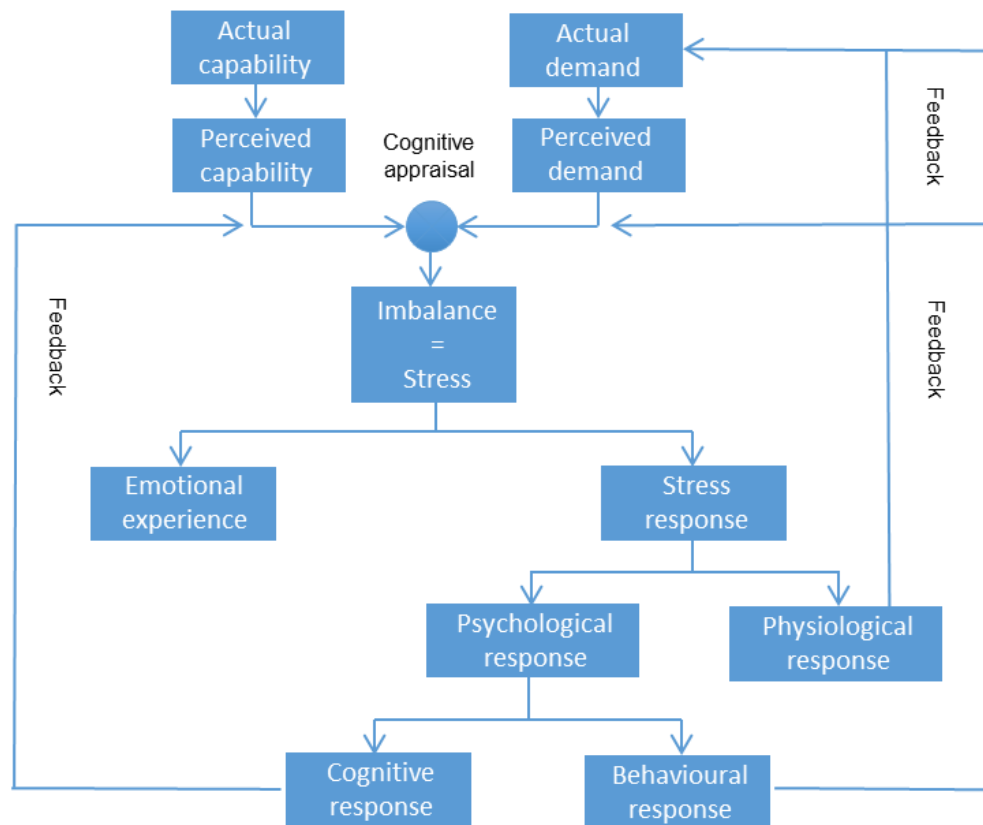 Actual
capability
Actual
demand
Perceived
capability
Cognitive
appraisal
Perceived
demand
Feedback
Imbalance
=
Stress
Feedback
Feedback
Emotional
experience
Stress
response
Psychological
response
Physiological
response
Cognitive
response
Behavioural
response